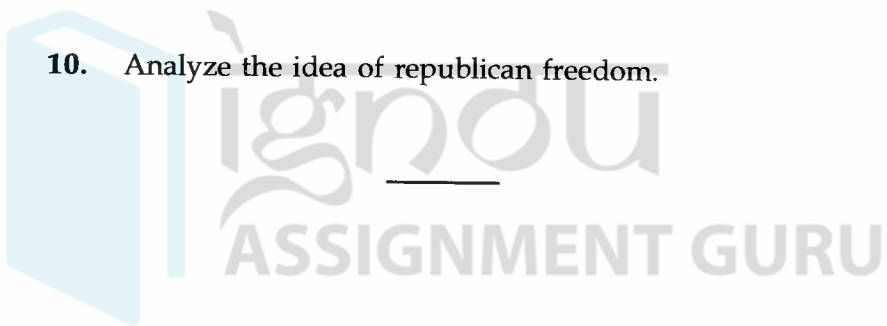 10. Analyze the idea of republican freedom.
ignou
ASSIGNMENT GURU